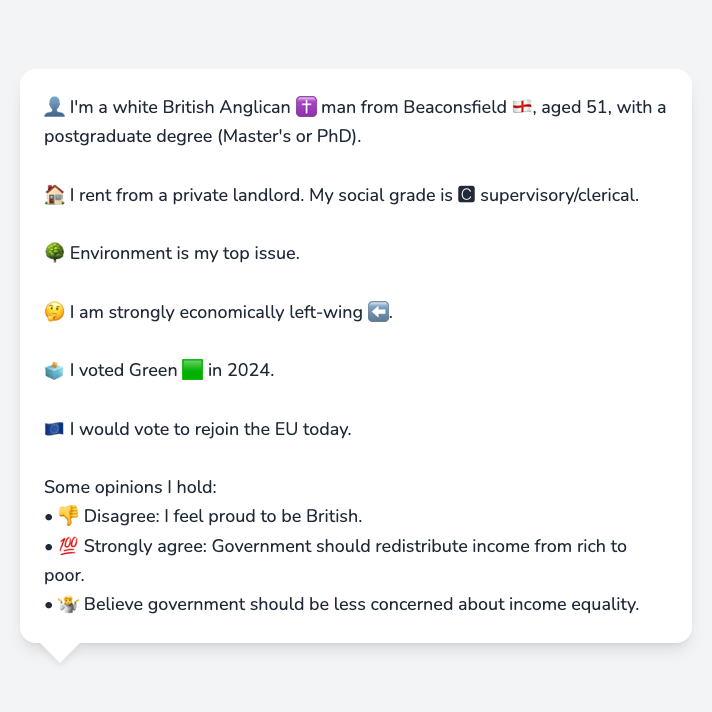 👤 I'm a white British Anglican ✝️ man from Beaconsfield 🏴󠁧󠁢󠁥󠁮󠁧󠁿, aged 51, with a
postgraduate degree (Master's or PhD).
🏠 I rent from a private landlord. My social grade is 🅲 supervisory/clerical.
🌳 Environment is my top issue.
🤔 I am strongly economically left-wing ⬅️.
🗳️ I voted Green 🟩 in 2024.
🇪🇺 I would vote to rejoin the EU today.
Some opinions I hold:
• 👎 Disagree: I feel proud to be British.
• 💯 Strongly agree: Government should redistribute income from rich to
poor.
• 🤷 Believe government should be less concerned about income equality.